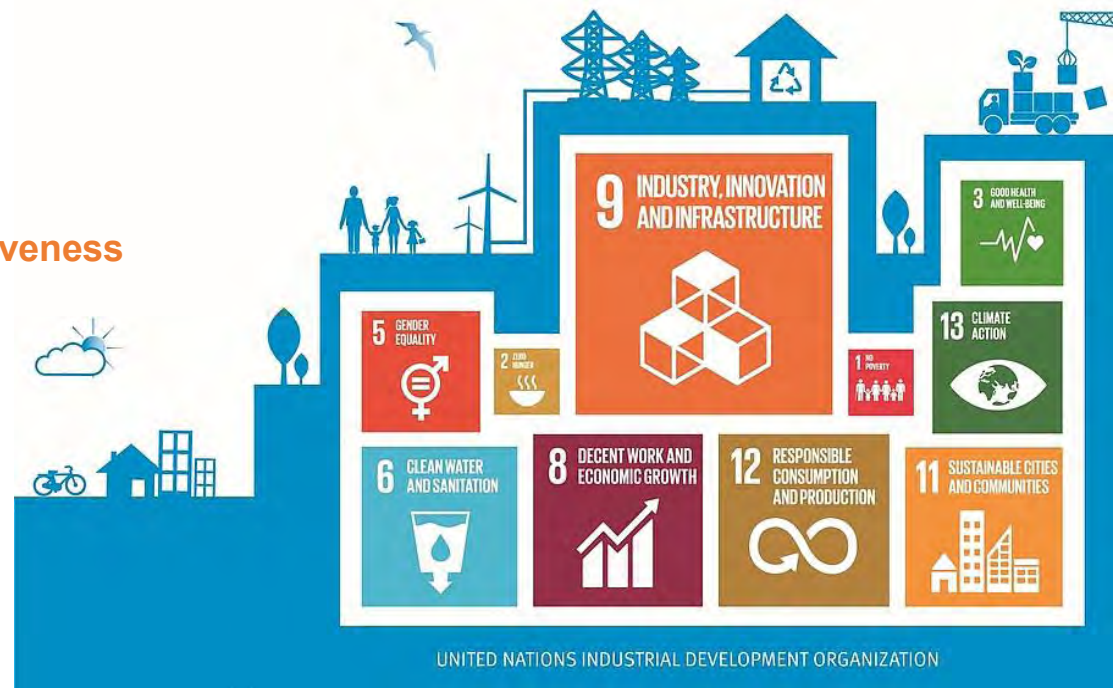 veness
9 INDUSTRY, INNOVATION
AND INFRASTRUCTURE
3 GOOD HEALTH
AND WELL-BEING
5 GENDER
EQUALITY
2 ZERO
HUNGER
1 NO
POVERTY
13 CLIMATE
ACTION
6 CLEAN WATER
AND SANITATION
8 DECENT WORK AND
ECONOMIC GROWTH
12 RESPONSIBLE
CONSUMPTION
AND PRODUCTION
11 SUSTAINABLE CITIES
AND COMMUNITIES
UNITED NATIONS INDUSTRIAL DEVELOPMENT ORGANIZATION